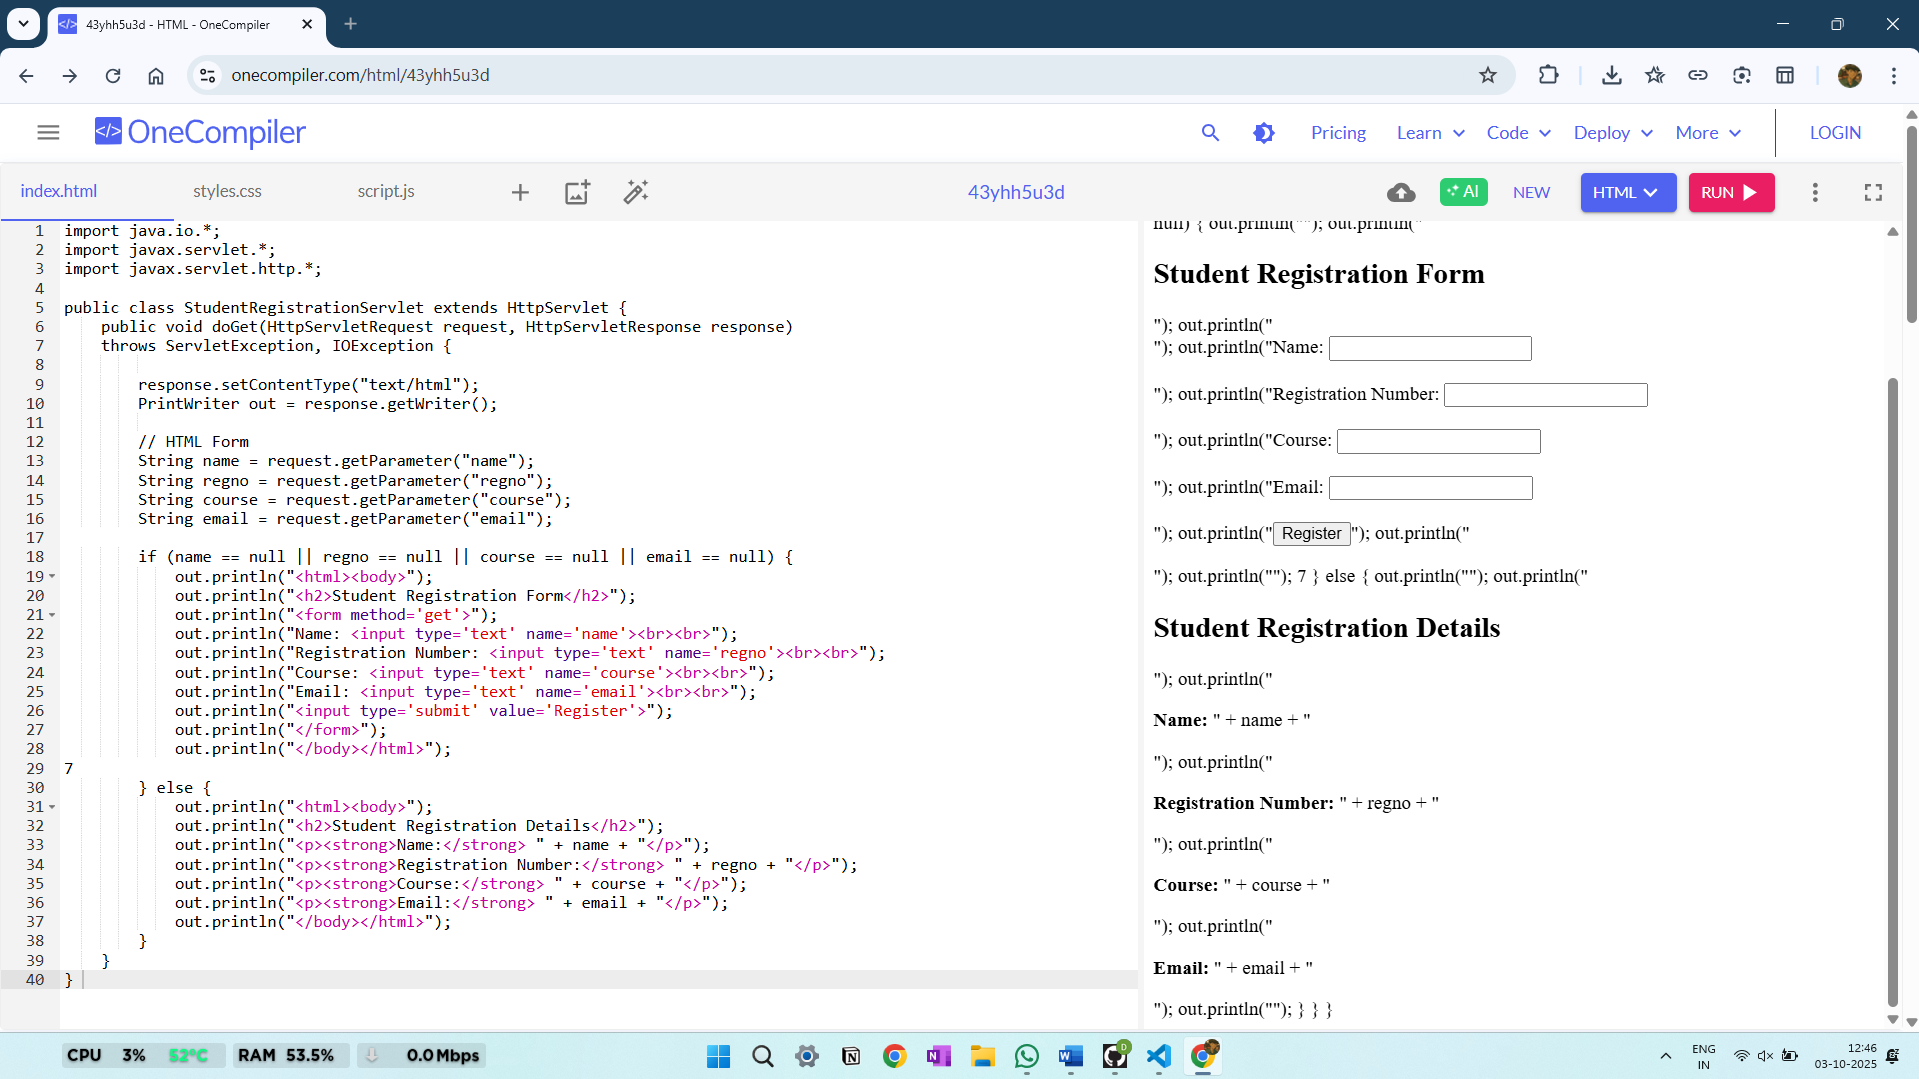 43yhh5u3d - HTML - OneCompiler
onecompiler.com/html/43yhh5u3d
</> OneCompiler
Pricing Learn Code Deploy More LOGIN
index.html styles.css script.js 43yhh5u3d AI NEW HTML RUN
1 import java.io.*;
2 import javax.servlet.*;
3 import javax.servlet.http.*;
4
5 public class StudentRegistrationServlet extends HttpServlet {
6 public void doGet(HttpServletRequest request, HttpServletResponse response)
7 throws ServletException, IOException {
8
9 response.setContentType("text/html");
10 PrintWriter out = response.getWriter();
11
12 // HTML Form
13 String name = request.getParameter("name");
14 String regno = request.getParameter("regno");
15 String course = request.getParameter("course");
16 String email = request.getParameter("email");
17
18 if (name == null || regno == null || course == null || email == null) {
19 out.println("<html><body>");
20 out.println("<h2>Student Registration Form</h2>");
21 out.println("<form method='get'>");
22 out.println("Name: <input type='text' name='name'><br><br>");
23 out.println("Registration Number: <input type='text' name='regno'><br><br>");
24 out.println("Course: <input type='text' name='course'><br><br>");
25 out.println("Email: <input type='text' name='email'><br><br>");
26 out.println("<input type='submit' value='Register'>");
27 out.println("</form>");
28 out.println("</body></html>");
29 7
30 } else {
31 out.println("<html><body>");
32 out.println("<h2>Student Registration Details</h2>");
33 out.println("<p><strong>Name:</strong> " + name + "</p>");
34 out.println("<p><strong>Registration Number:</strong> " + regno + "</p>");
35 out.println("<p><strong>Course:</strong> " + course + "</p>");
36 out.println("<p><strong>Email:</strong> " + email + "</p>");
37 out.println("</body></html>");
38 }
39 }
40 }
null) { out.println(""); out.println("
Student Registration Form
"); out.println("
"); out.println("Name:
"); out.println("Registration Number:
"); out.println("Course:
"); out.println("Email:
"); out.println("Register"); out.println("
"); out.println(""); 7 } else { out.println(""); out.println("
Student Registration Details
"); out.println("
Name: " + name + "
"); out.println("
Registration Number: " + regno + "
"); out.println("
Course: " + course + "
"); out.println("
Email: " + email + "
"); out.println(""); } } }
CPU 3% 52°C RAM 53.5% 0.0 Mbps
ENG
IN
12:46
03-10-2025